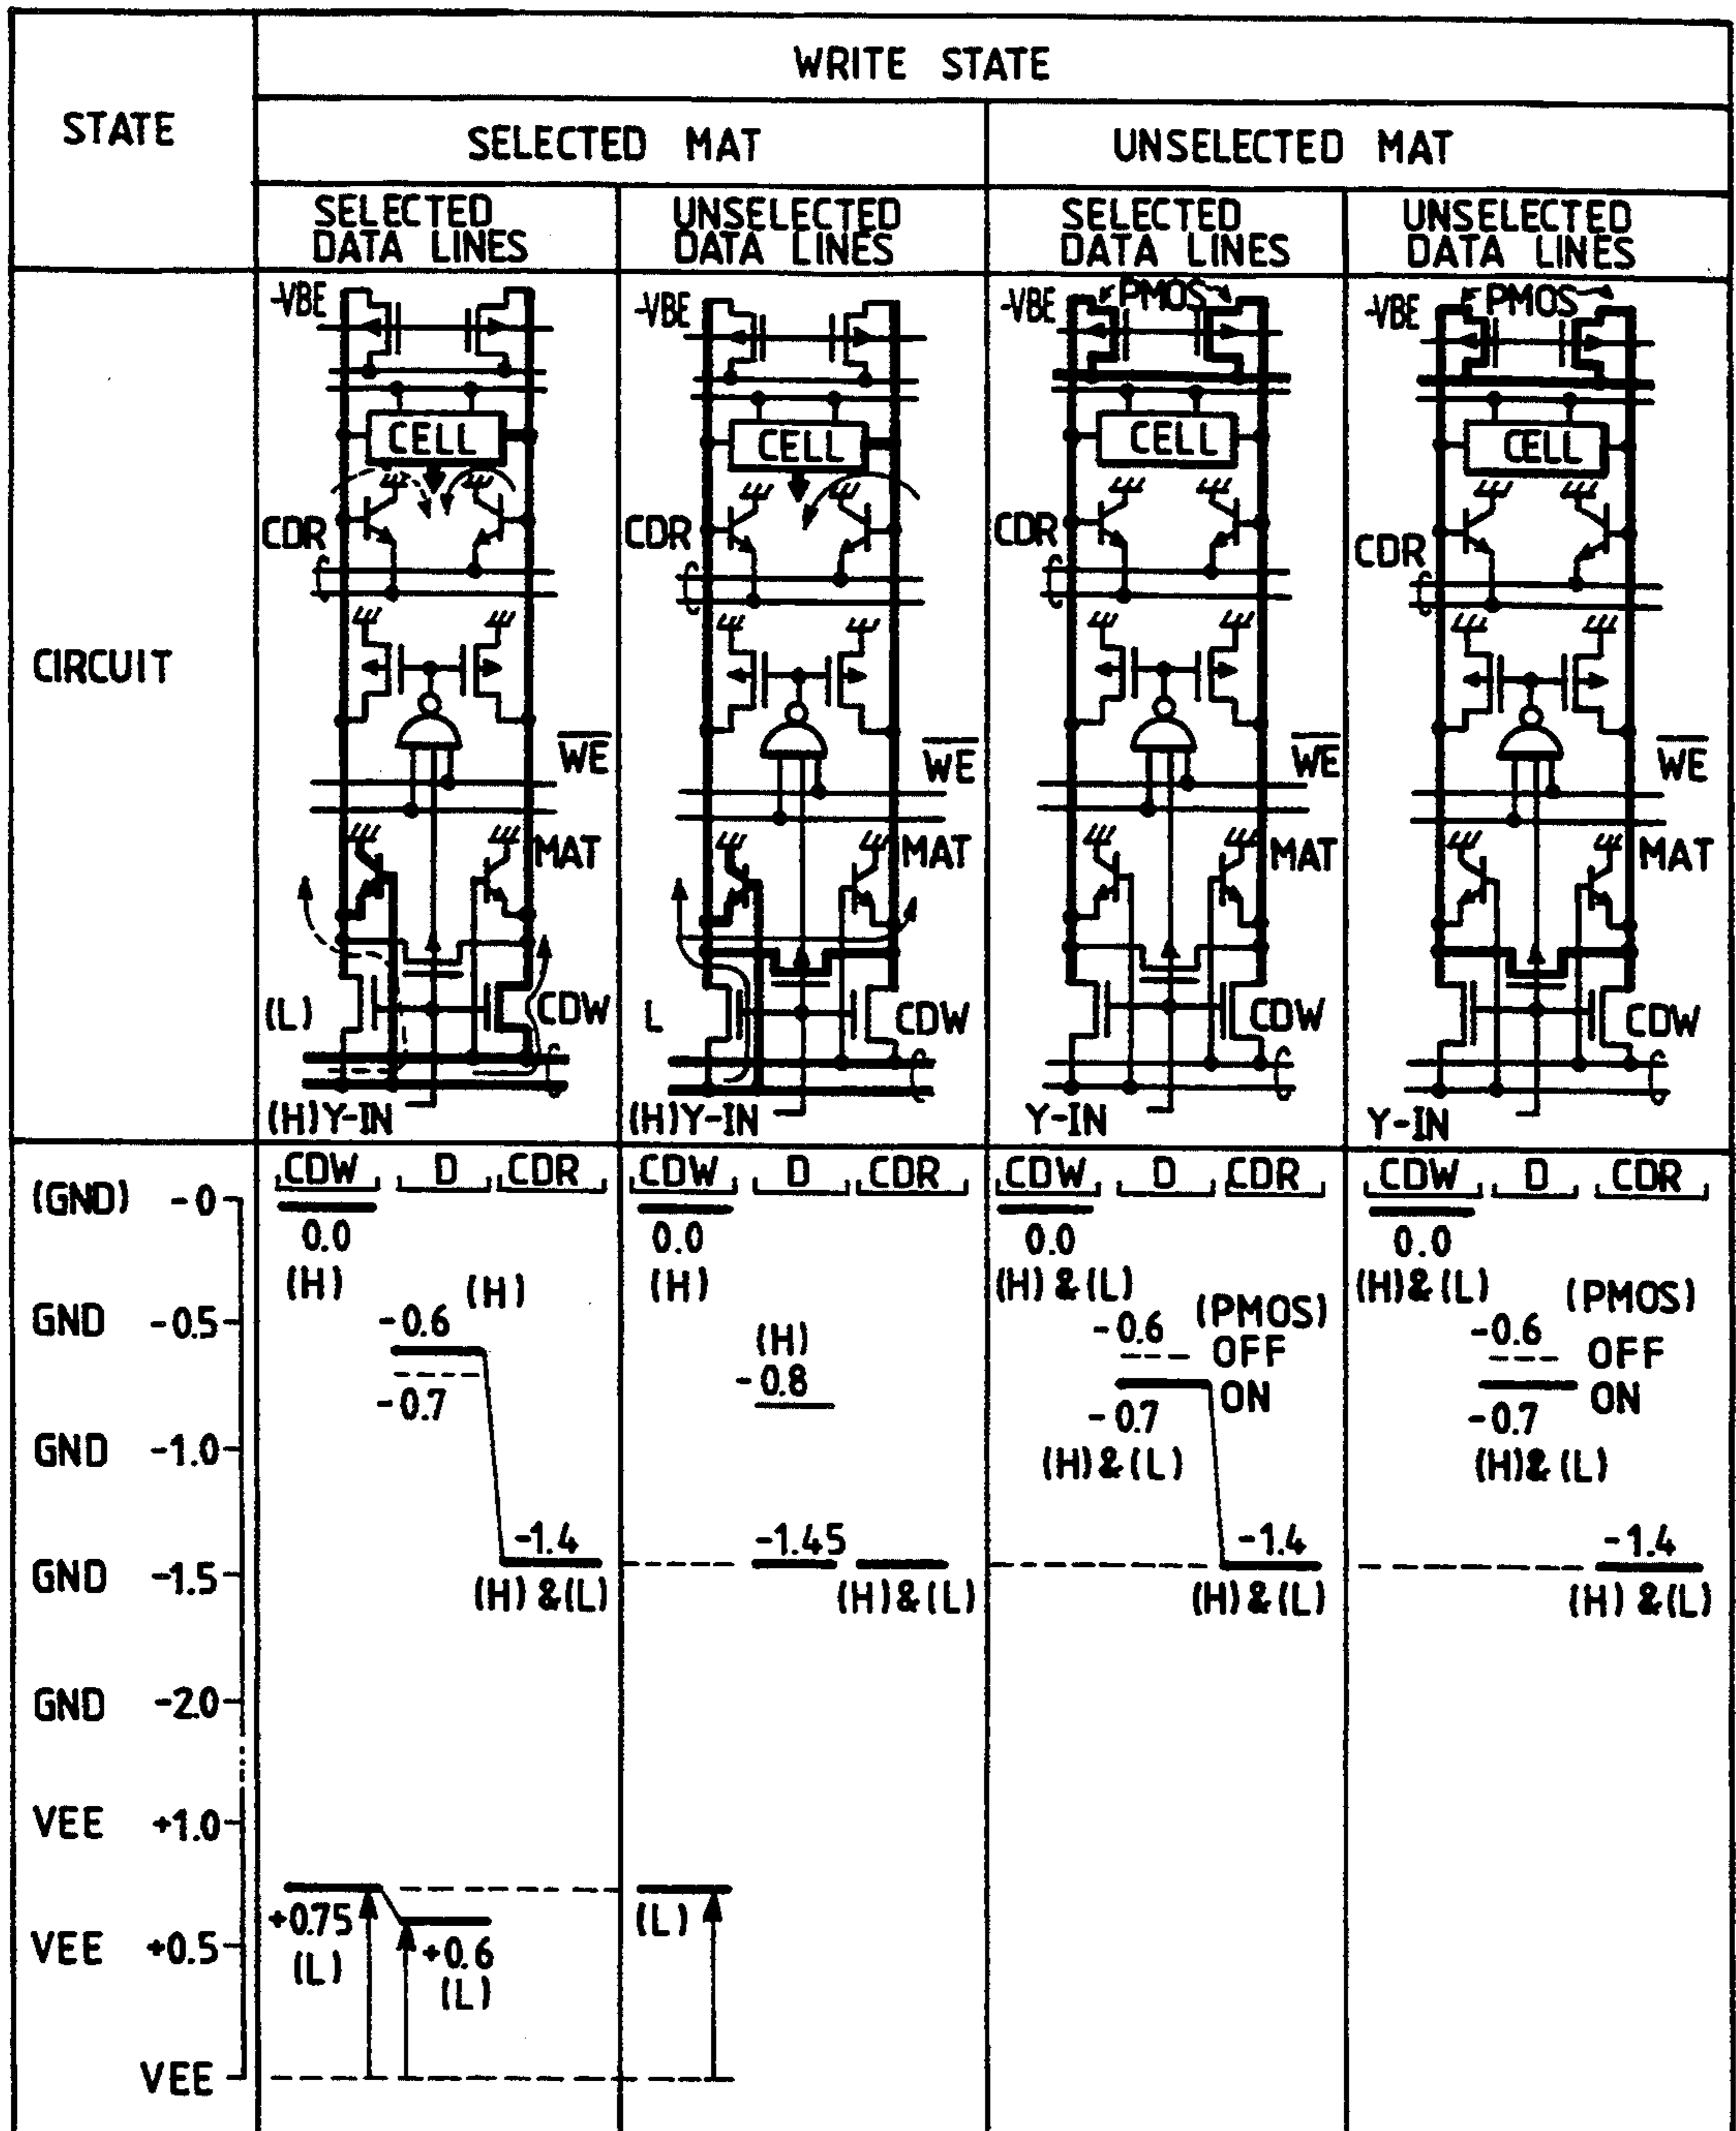 STATE
WRITE STATE
SELECTED MAT
UNSELECTED MAT
SELECTED
DATA LINES
UNSELECTED
DATA LINES
SELECTED
DATA LINES
UNSELECTED
DATA LINES
CIRCUIT
-VBE
CELL
CDR
WE
MAT
(L)
CDW
(H)Y-IN
-VBE
CELL
CDR
WE
MAT
L
CDW
(H)Y-IN
-VBE
PMOS
CELL
CDR
WE
MAT
CDW
Y-IN
-VBE
PMOS
CELL
CDR
WE
MAT
CDW
Y-IN
(GND) -0
GND -0.5
GND -1.0
GND -1.5
GND -2.0
VEE +1.0
VEE +0.5
VEE
CDW D CDR
0.0
(H)
(H)
-0.6
-0.7
-1.4
(H)&(L)
+0.75
(L)
+0.6
(L)
CDW D CDR
0.0
(H)
(H)
-0.8
-1.45
(H)&(L)
(L)
CDW D CDR
0.0
(H)&(L)
-0.6
(PMOS)
OFF
ON
-0.7
(H)&(L)
-1.4
(H)&(L)
CDW D CDR
0.0
(H)&(L)
-0.6
(PMOS)
OFF
ON
-0.7
(H)&(L)
-1.4
(H)&(L)